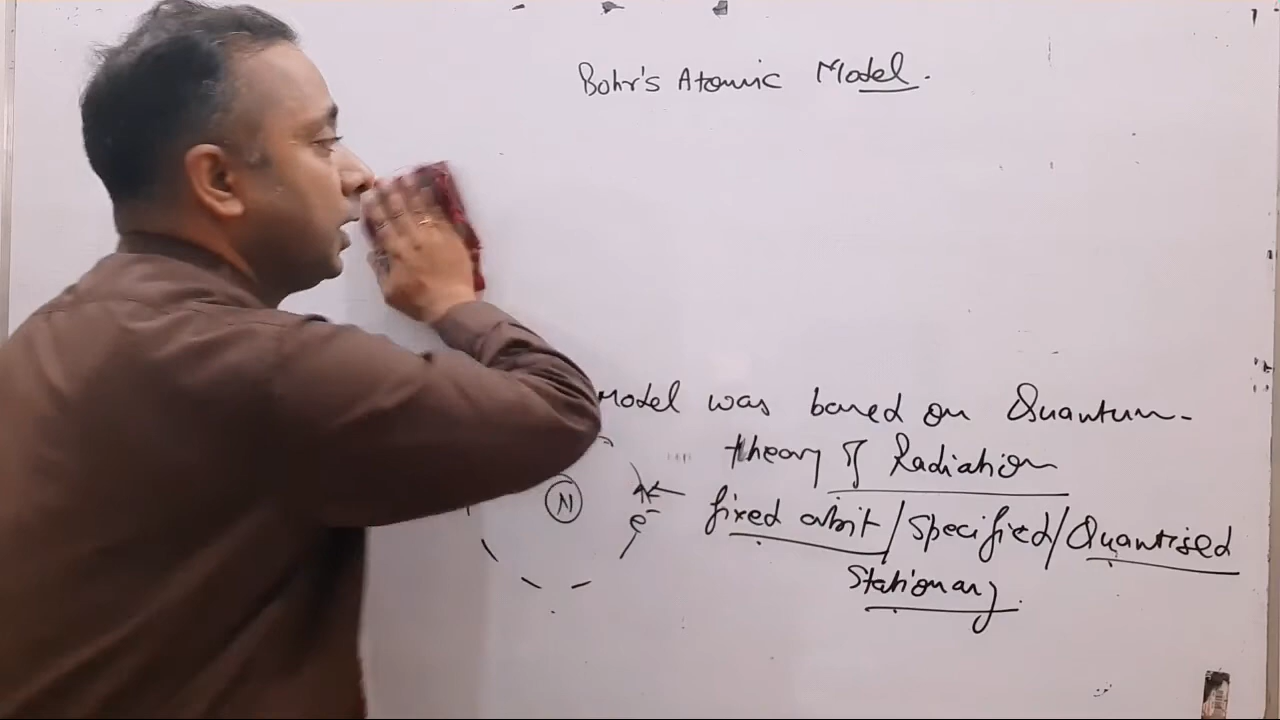 Bohr's Atomic Model.
model was based on Quantum-
theory of Radiation
N
e-
fixed orbit/Specified/Quantised
Stationary.